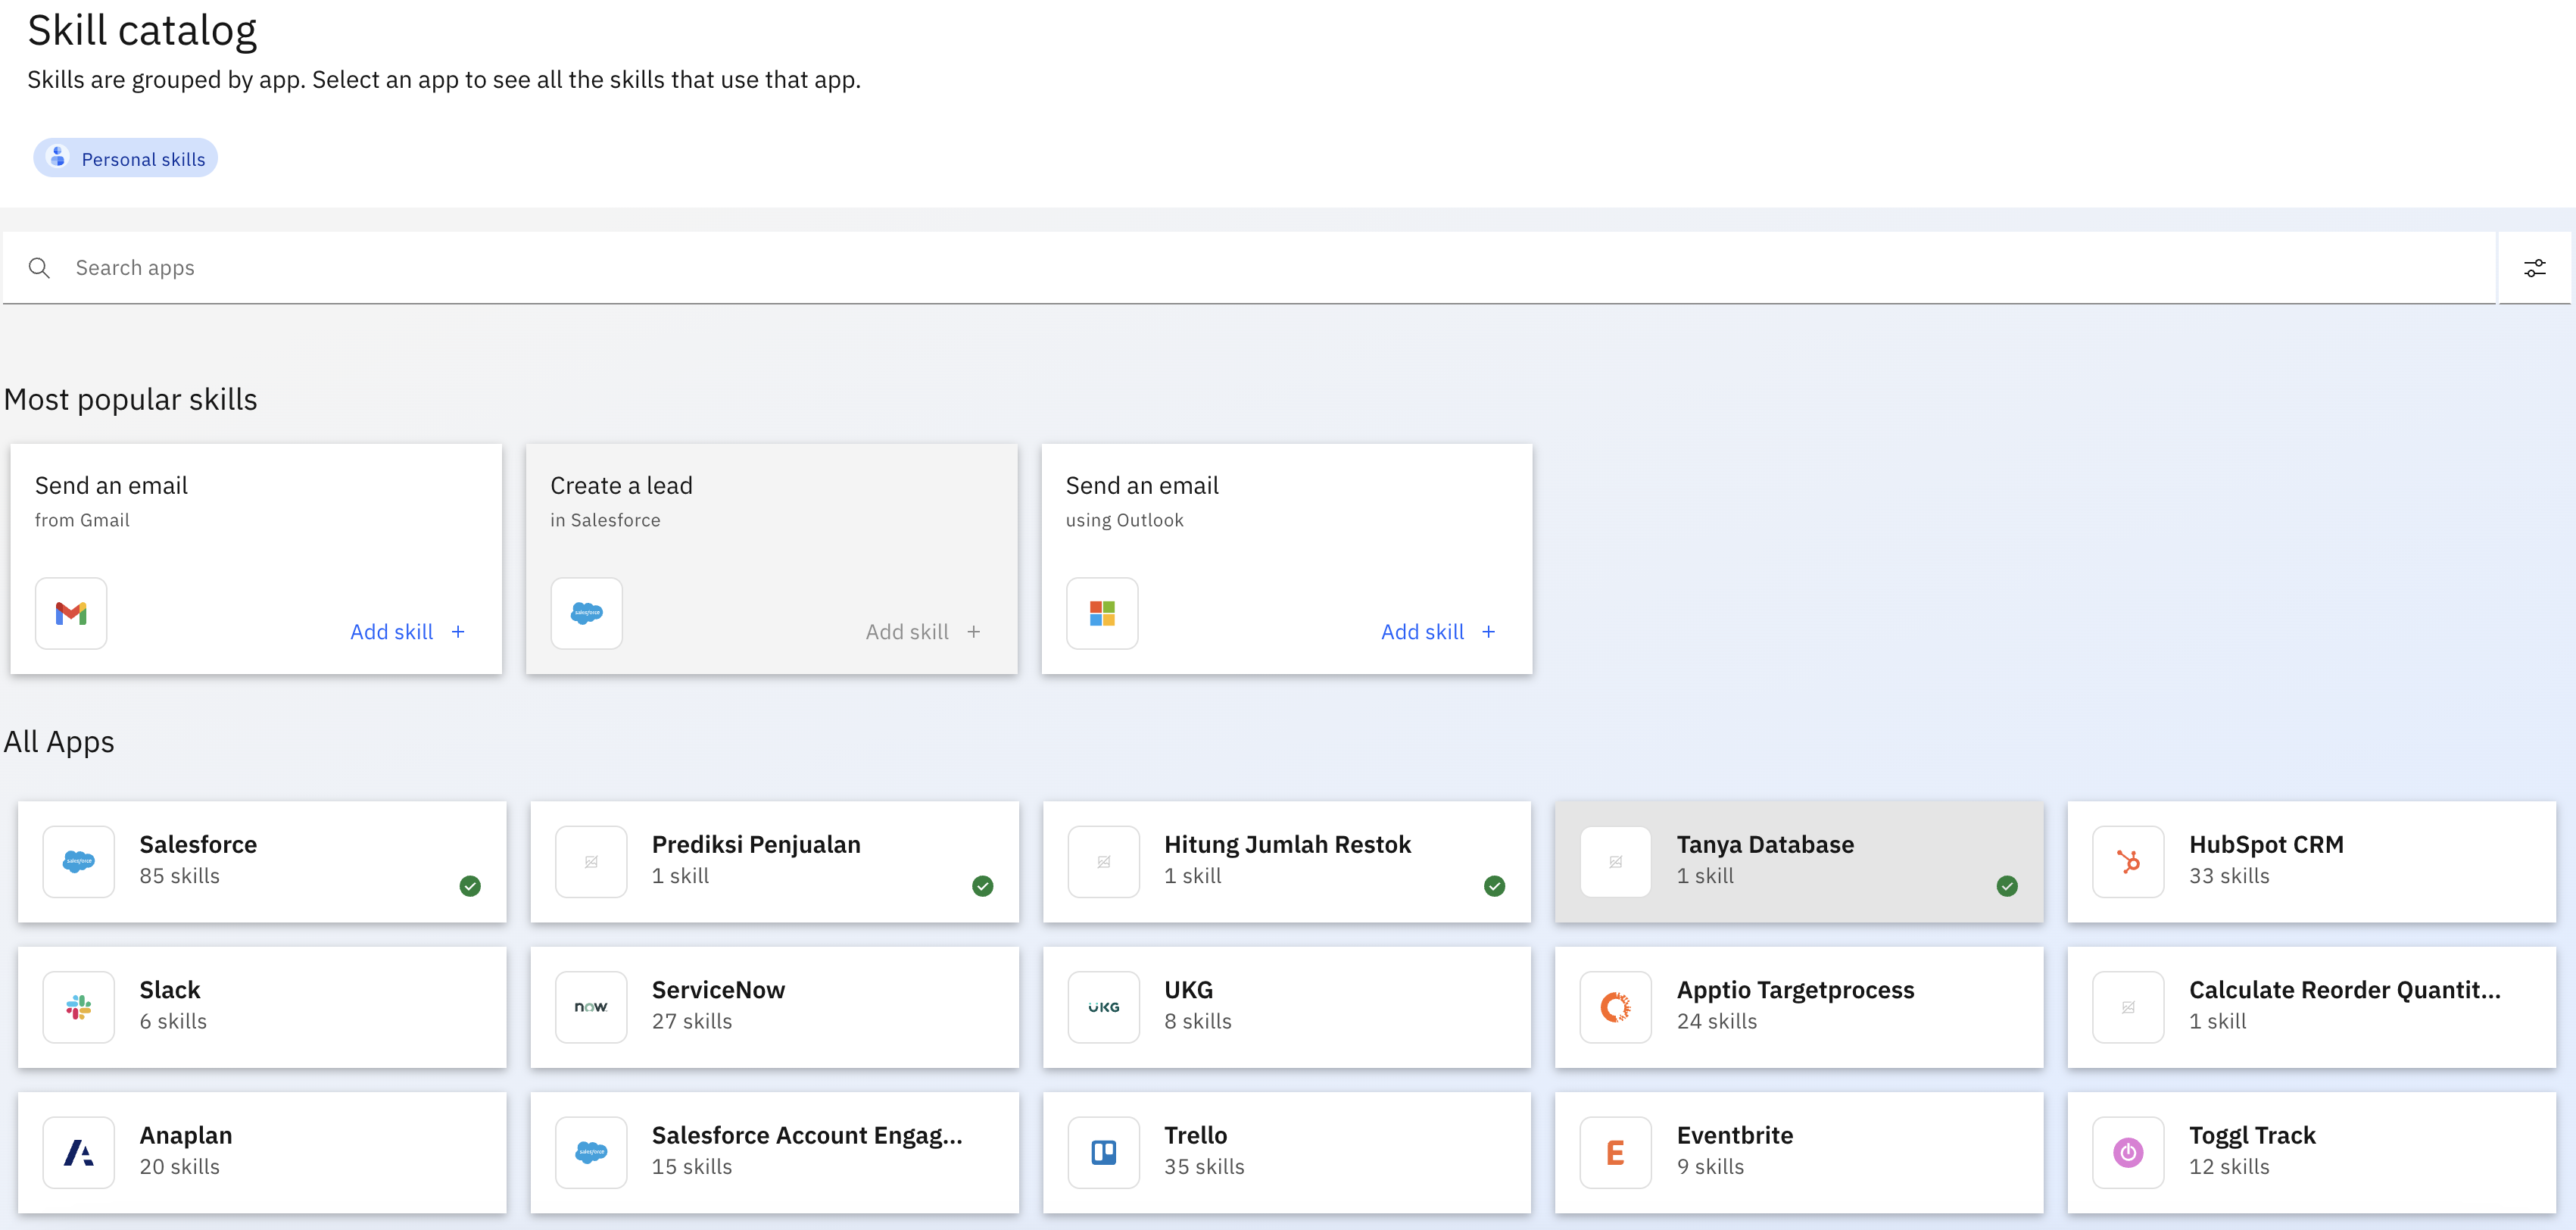 Skill catalog
Skills are grouped by app. Select an app to see all the skills that use that app.
Personal skills
Search apps
Most popular skills
Send an email
from Gmail
Add skill +
Create a lead
in Salesforce
Add skill +
Send an email
using Outlook
Add skill +
All Apps
Salesforce
85 skills
Prediksi Penjualan
1 skill
Hitung Jumlah Restok
1 skill
Tanya Database
1 skill
HubSpot CRM
33 skills
Slack
6 skills
now
ServiceNow
27 skills
UKG
UKG
8 skills
Apptio Targetprocess
24 skills
Calculate Reorder Quantit...
1 skill
Anaplan
20 skills
Salesforce Account Engag...
15 skills
Trello
35 skills
E
Eventbrite
9 skills
Toggl Track
12 skills